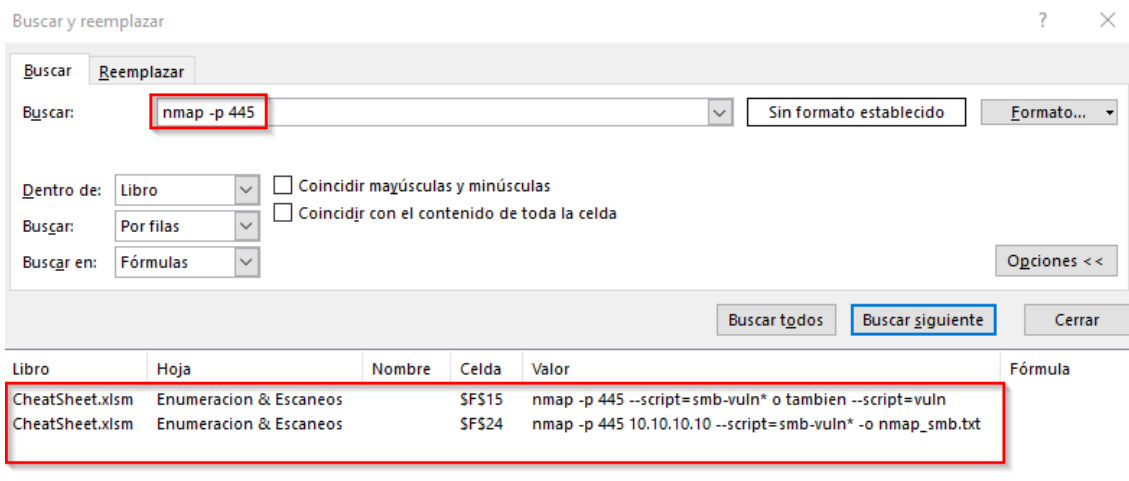 Buscar y reemplazar ? ×
Buscar Reemplazar
Buscar: nmap -p 445 Sin formato establecido Formato...
Dentro de: Libro Coincidir mayúsculas y minúsculas
Coincidir con el contenido de toda la celda
Buscar: Por filas
Buscar en: Fórmulas Opciones <<
Buscar todos Buscar siguiente Cerrar
Libro Hoja Nombre Celda Valor Fórmula
CheatSheet.xlsm Enumeracion & Escaneos $F$15 nmap -p 445 --script=smb-vuln* o tambien --script=vuln
CheatSheet.xlsm Enumeracion & Escaneos $F$24 nmap -p 445 10.10.10.10 --script=smb-vuln* -o nmap_smb.txt